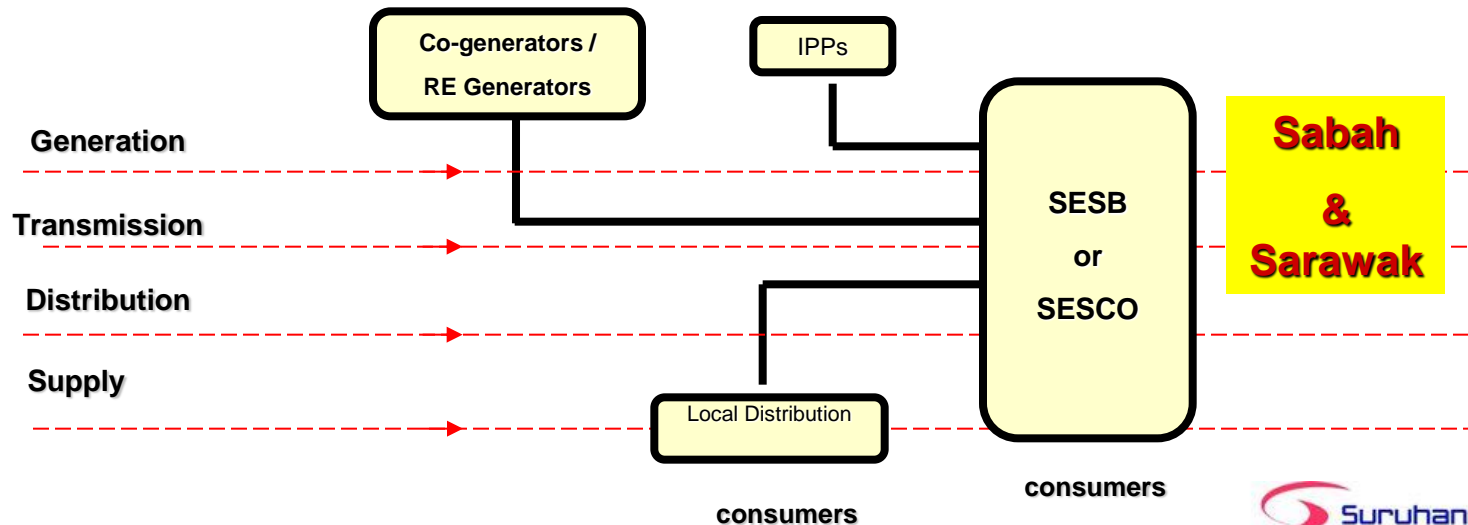 Co-generators /
RE Generators
IPPs
Generation
Transmission
Distribution
Supply
SESB
or
SESCO
Sabah
&
Sarawak
Local Distribution
consumers
consumers
Suruhan